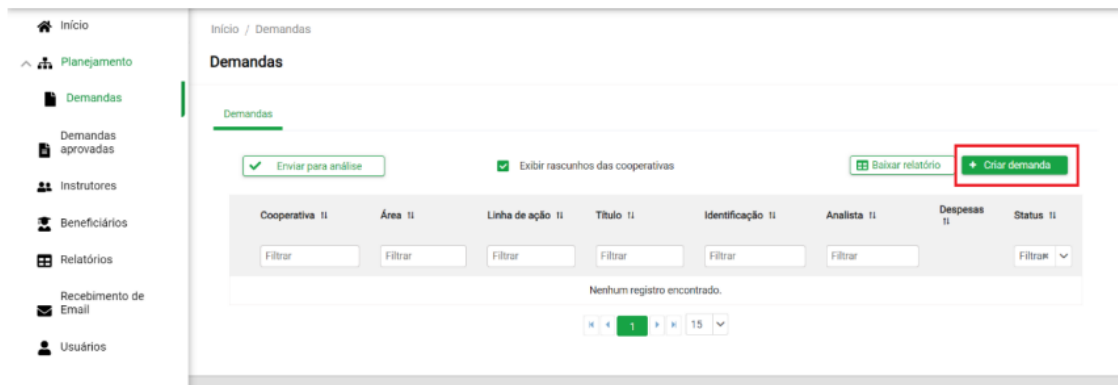 Início
Planejamento
Demandas
Demandas
aprovadas
Instrutores
Beneficiários
Relatórios
Recebimento de
Email
Usuários
Início / Demandas
Demandas
Demandas
Enviar para análise
Exibir rascunhos das cooperativas
Baixar relatório
+ Criar demanda
Cooperativa Área Linha de ação Título Identificação Analista Despesas Status
Filtrar Filtrar Filtrar Filtrar Filtrar Filtrar Filtrar
Nenhum registro encontrado.
1 15